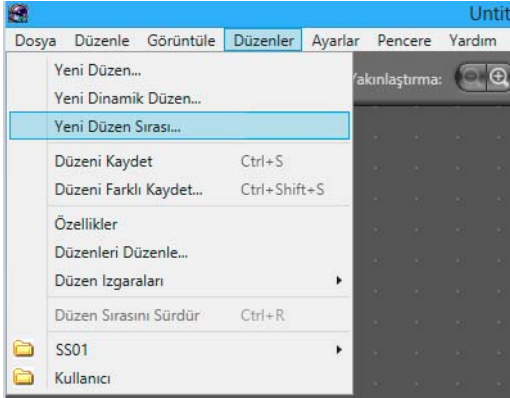 Untit
Dosya Düzenle Görüntüle Düzenler Ayarlar Pencere Yardım
Yeni Düzen...
Yakınlaştırma:
Yeni Dinamik Düzen...
Yeni Düzen Sırası...
Düzeni Kaydet Ctrl+S
Düzeni Farklı Kaydet... Ctrl+Shift+S
Özellikler
Düzenleri Düzenle...
Düzen Izgaraları
Düzen Sırasını Sürdür Ctrl+R
SS01
Kullanıcı